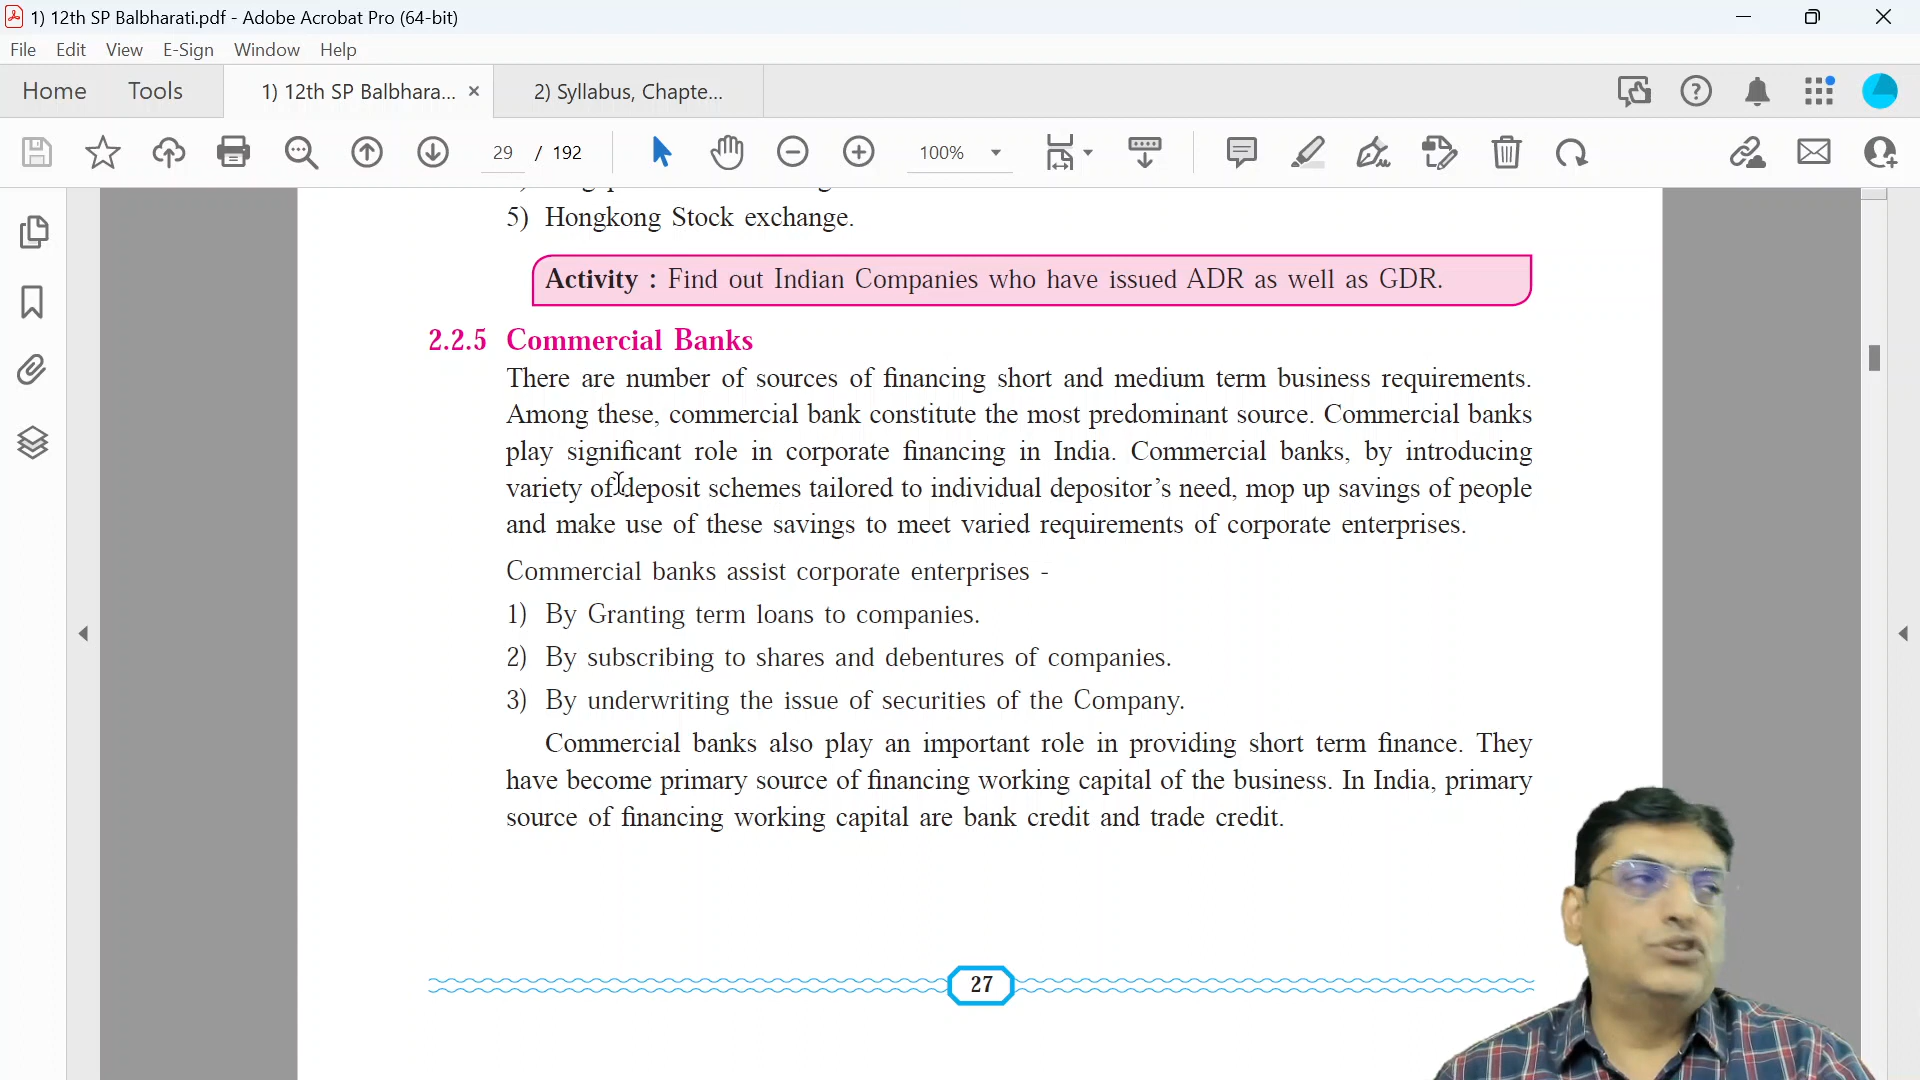 1) 12th SP Balbharati.pdf - Adobe Acrobat Pro (64-bit)
File Edit View E-Sign Window Help
Home Tools 1) 12th SP Balbhara... × 2) Syllabus, Chapte...
29 / 192 100%
5) Hongkong Stock exchange.
Activity : Find out Indian Companies who have issued ADR as well as GDR.
2.2.5 Commercial Banks
There are number of sources of financing short and medium term business requirements.
Among these, commercial bank constitute the most predominant source. Commercial banks
play significant role in corporate financing in India. Commercial banks, by introducing
variety of deposit schemes tailored to individual depositor's need, mop up savings of people
and make use of these savings to meet varied requirements of corporate enterprises.
Commercial banks assist corporate enterprises -
1) By Granting term loans to companies.
2) By subscribing to shares and debentures of companies.
3) By underwriting the issue of securities of the Company.
Commercial banks also play an important role in providing short term finance. They
have become primary source of financing working capital of the business. In India, primary
source of financing working capital are bank credit and trade credit.
27